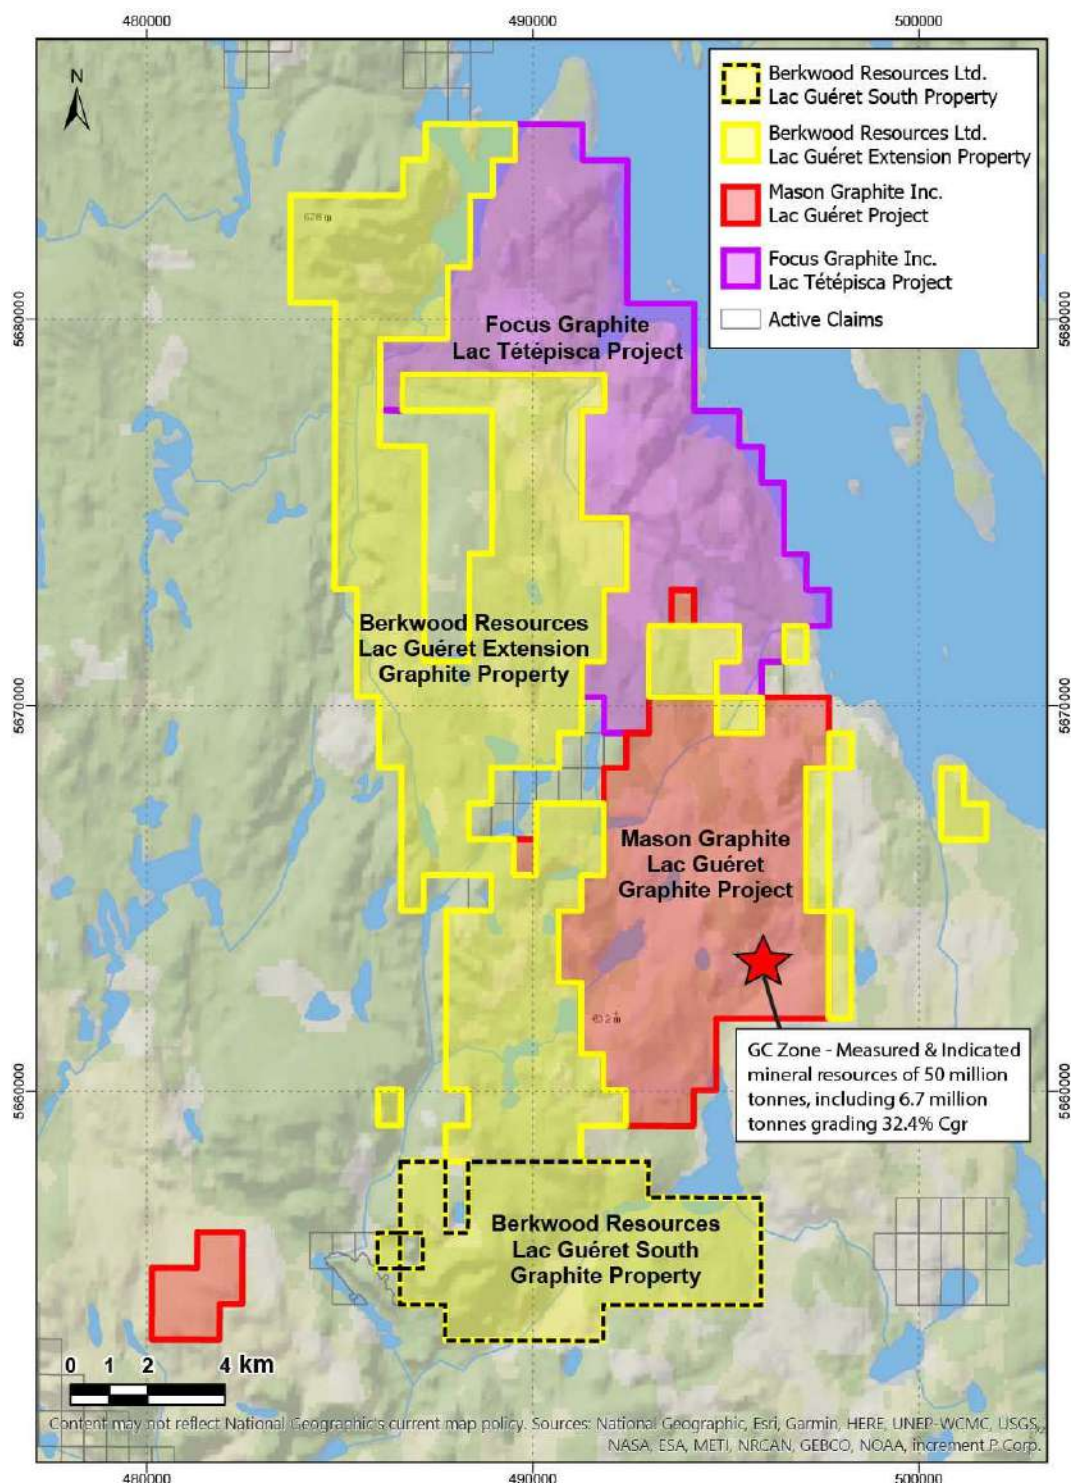 480000
490000
500000
N
Berkwood Resources Ltd.
Lac Guéret South Property
Berkwood Resources Ltd.
Lac Guéret Extension Property
Mason Graphite Inc.
Lac Guéret Project
Focus Graphite Inc.
Lac Tétépisca Project
Active Claims
628 m
5680000
5680000
Focus Graphite
Lac Tétépisca Project
Berkwood Resources
Lac Guéret Extension
Graphite Property
5670000
5670000
Mason Graphite
Lac Guéret
Graphite Project
GC Zone - Measured & Indicated
mineral resources of 50 million
tonnes, including 6.7 million
tonnes grading 32.4% Cgr
5660000
5660000
Berkwood Resources
Lac Guéret South
Graphite Property
0 1 2 4 km
Content may not reflect National Geographic's current map policy. Sources: National Geographic, Esri, Garmin, HERE, UNEP-WCMC, USGS,
NASA, ESA, METI, NRCAN, GEBCO, NOAA, increment P Corp.
480000
490000
500000